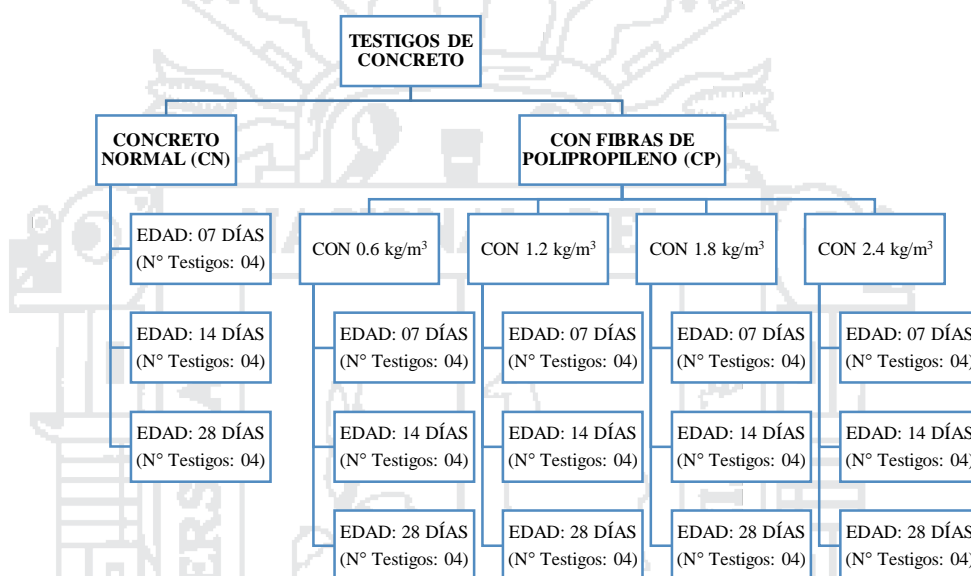 TESTIGOS DE
CONCRETO
CONCRETO
NORMAL (CN)
CON FIBRAS DE
POLIPROPILENO (CP)
EDAD: 07 DÍAS
(N° Testigos: 04)
EDAD: 14 DÍAS
(N° Testigos: 04)
EDAD: 28 DÍAS
(N° Testigos: 04)
CON 0.6 kg/m³
EDAD: 07 DÍAS
(N° Testigos: 04)
EDAD: 14 DÍAS
(N° Testigos: 04)
EDAD: 28 DÍAS
(N° Testigos: 04)
CON 1.2 kg/m³
EDAD: 07 DÍAS
(N° Testigos: 04)
EDAD: 14 DÍAS
(N° Testigos: 04)
EDAD: 28 DÍAS
(N° Testigos: 04)
CON 1.8 kg/m³
EDAD: 07 DÍAS
(N° Testigos: 04)
EDAD: 14 DÍAS
(N° Testigos: 04)
EDAD: 28 DÍAS
(N° Testigos: 04)
CON 2.4 kg/m³
EDAD: 07 DÍAS
(N° Testigos: 04)
EDAD: 14 DÍAS
(N° Testigos: 04)
EDAD: 28 DÍAS
(N° Testigos: 04)